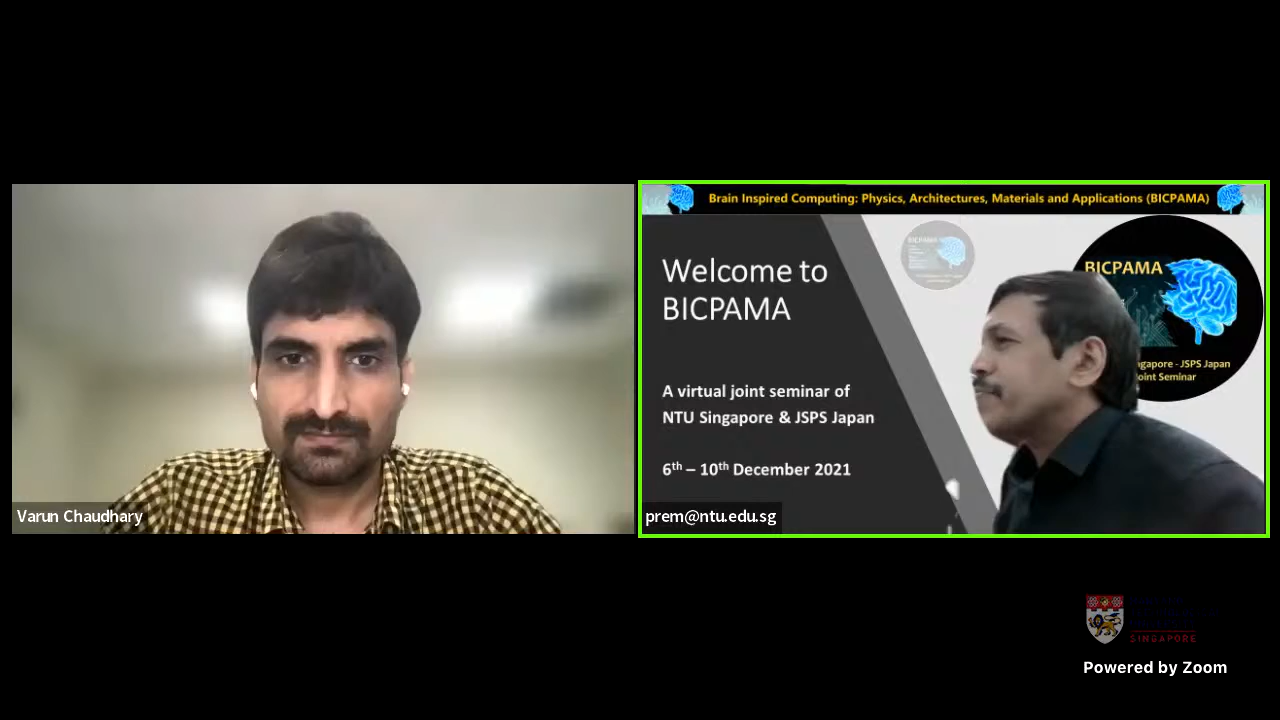 Varun Chaudhary
Brain Inspired Computing: Physics, Architectures, Materials and Applications (BICPAMA)
Welcome to
BICPAMA
A virtual joint seminar of
NTU Singapore & JSPS Japan
6th – 10th December 2021
BICPAMA
ngapore - JSPS Japan
oint Seminar
prem@ntu.edu.sg
SINGAPORE
Powered by Zoom